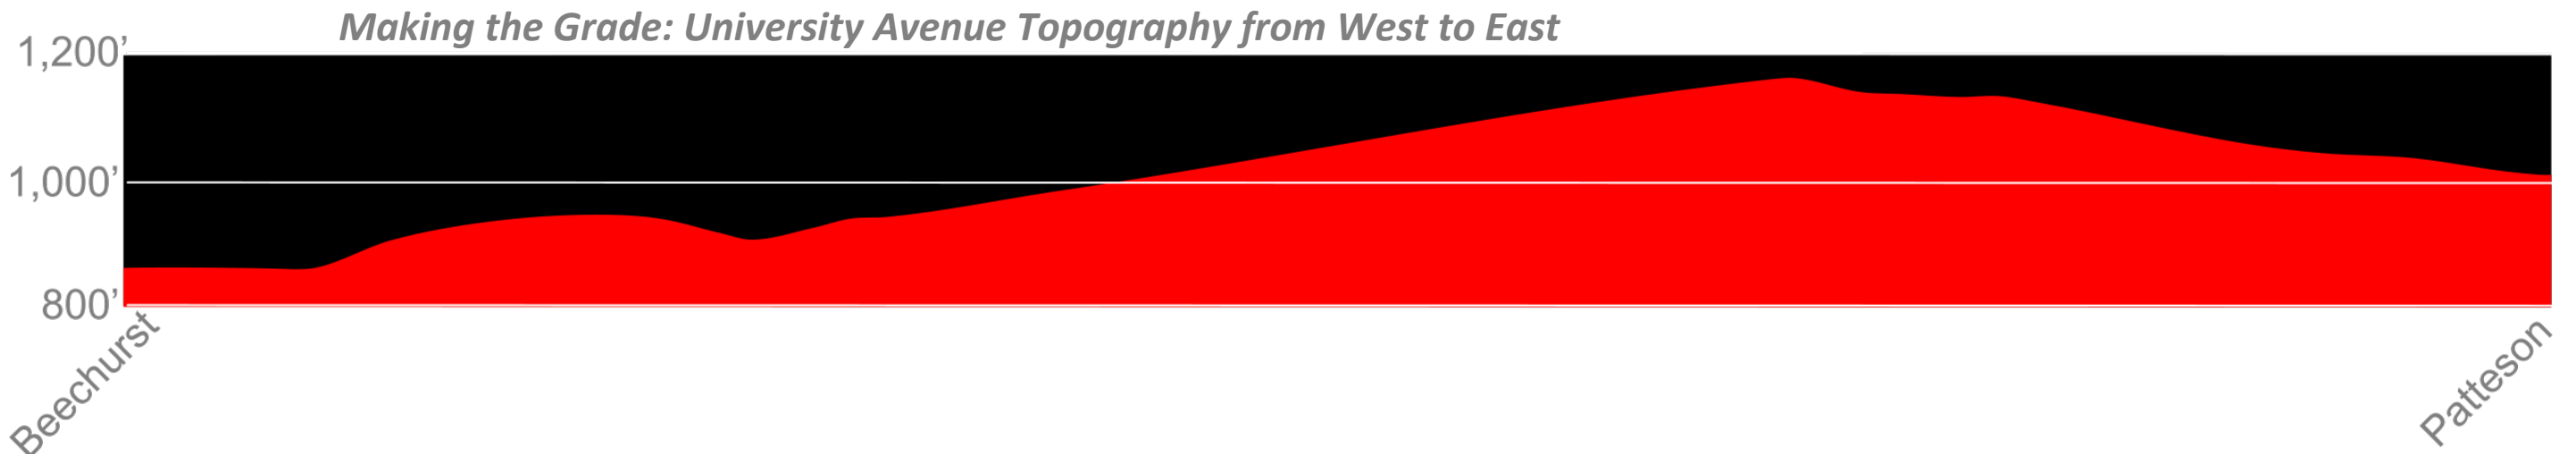 Making the Grade: University Avenue Topography from West to East
1,200’
1,000’
800’
Beechurst
Patteson